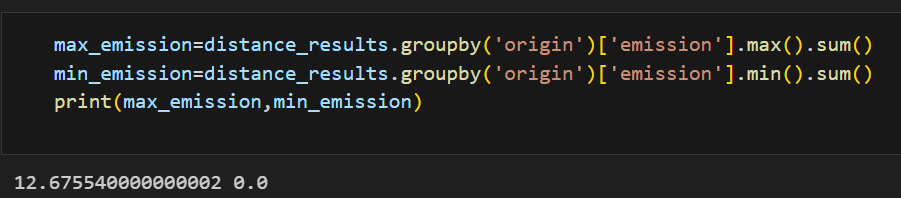 max_emission=distance_results.groupby('origin')['emission'].max().sum()
min_emission=distance_results.groupby('origin')['emission'].min().sum()
print(max_emission,min_emission)
12.675540000000002 0.0